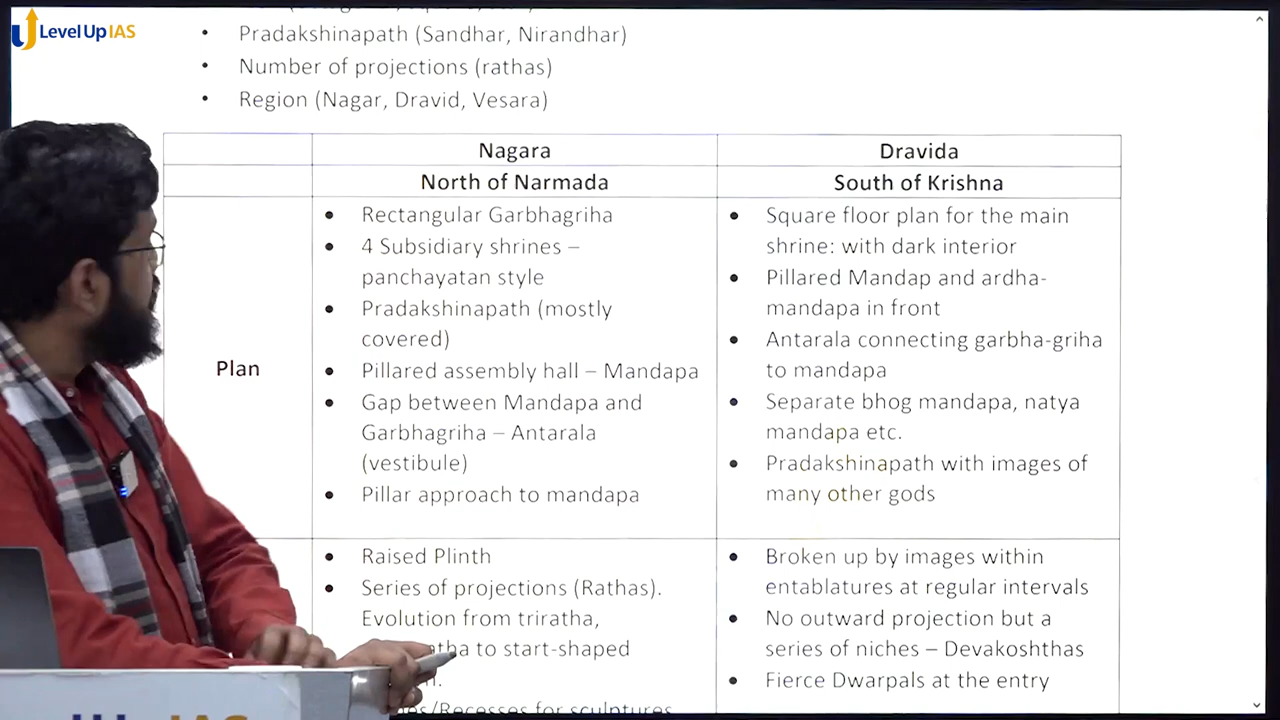 Level Up IAS
• Pradakshinapath (Sandhar, Nirandhar)
• Number of projections (rathas)
• Region (Nagar, Dravid, Vesara)
Nagara
Dravida
North of Narmada
South of Krishna
Plan
• Rectangular Garbhagriha
• 4 Subsidiary shrines –
panchayatan style
• Pradakshinapath (mostly
covered)
• Pillared assembly hall – Mandapa
• Gap between Mandapa and
Garbhagriha – Antarala
(vestibule)
• Pillar approach to mandapa
• Square floor plan for the main
shrine: with dark interior
• Pillared Mandap and ardha-
mandapa in front
• Antarala connecting garbha-griha
to mandapa
• Separate bhog mandapa, natya
mandapa etc.
• Pradakshinapath with images of
many other gods
• Raised Plinth
• Series of projections (Rathas).
Evolution from triratha,
to start-shaped
/Recesses for sculptures
• Broken up by images within
entablatures at regular intervals
• No outward projection but a
series of niches – Devakoshthas
• Fierce Dwarpals at the entry